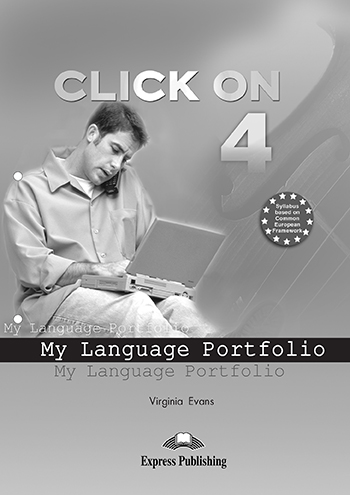 CLICK ON
4
Syllabus
based on
Common
European
Framework
My Language Portfolio
My Language Portfolio
My Language Portfolio
Virginia Evans
Express Publishing